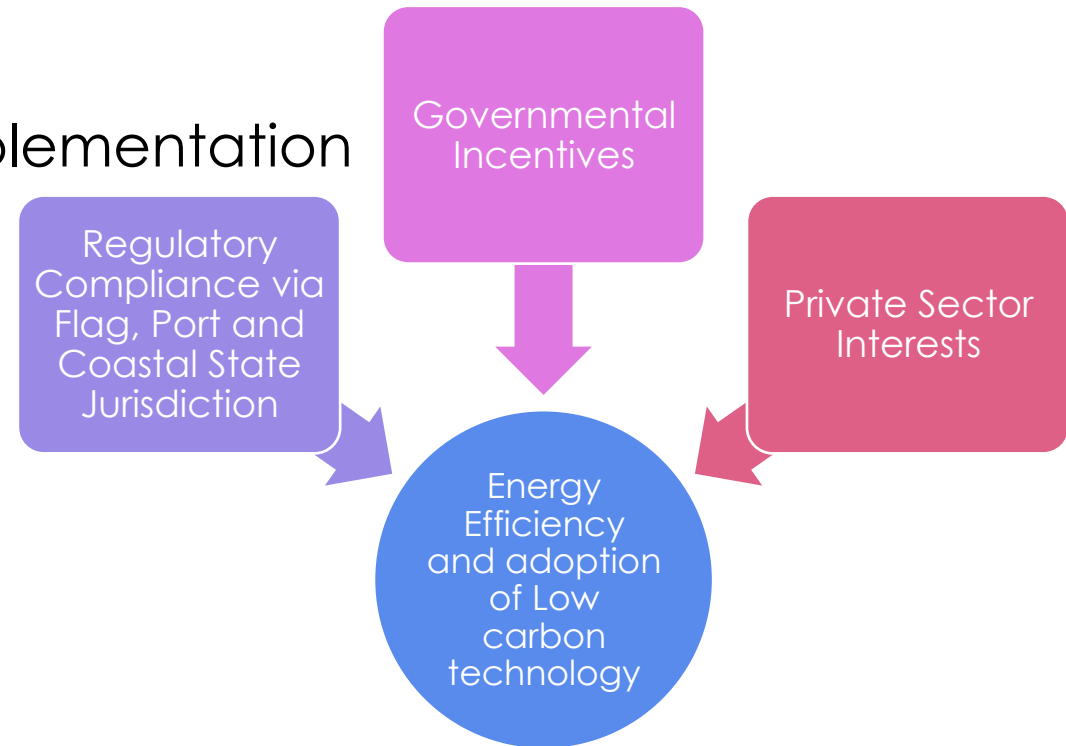 plementation
Governmental
Incentives
Regulatory
Compliance via
Flag, Port and
Coastal State
Jurisdiction
Private Sector
Interests
Energy
Efficiency
and adoption
of Low
carbon
technology